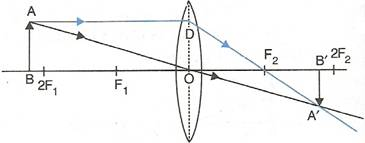 A
D
B 2F₁ F₁ O F₂ B′ 2F₂
A′